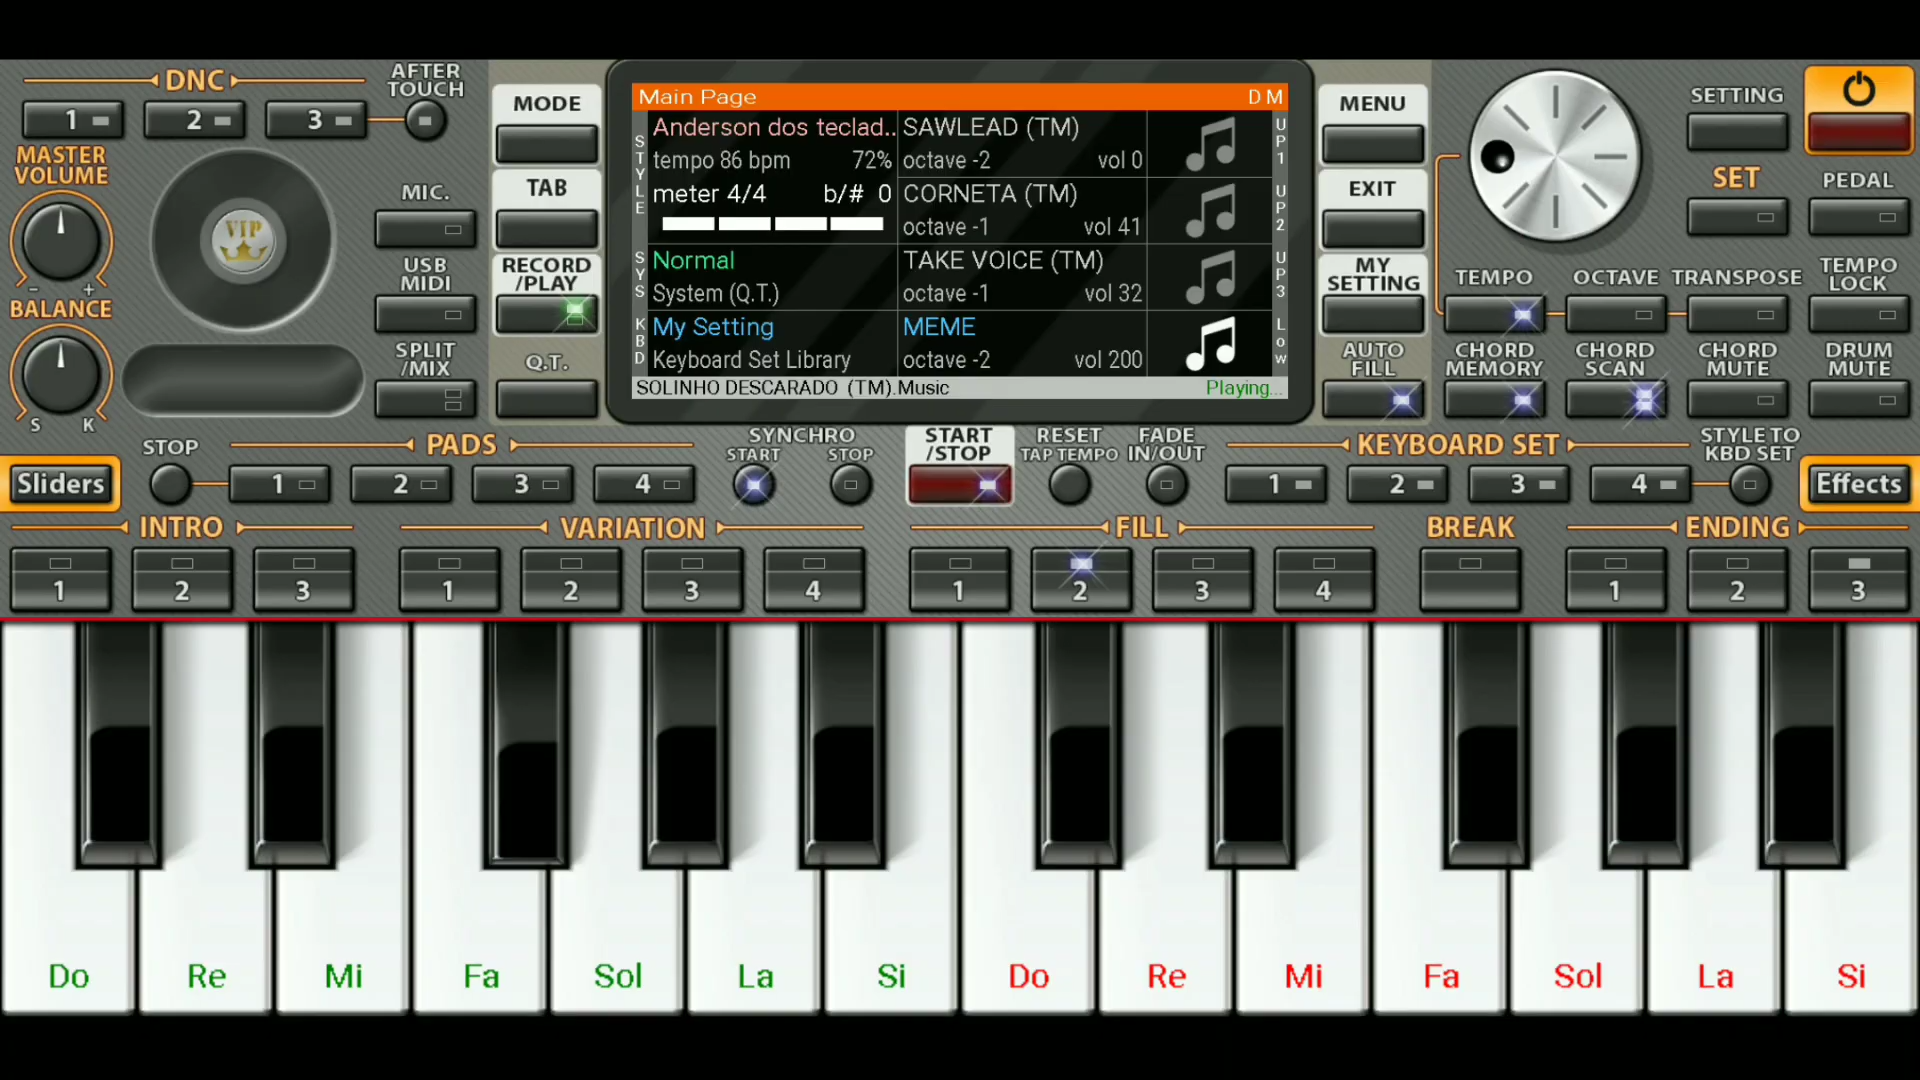 DNC
1
2
3
AFTER
TOUCH
MASTER
VOLUME
- +
BALANCE
S K
VIP
MIC.
USB
MIDI
SPLIT
/MIX
MODE
TAB
RECORD
/PLAY
Q.T.
Main Page D M
STYLE
Anderson dos teclad..
tempo 86 bpm 72%
meter 4/4 b/# 0
SYS
Normal
System (Q.T.)
KBD
My Setting
Keyboard Set Library
SAWLEAD (TM)
octave -2 vol 0
UP1
CORNETA (TM)
octave -1 vol 41
UP2
TAKE VOICE (TM)
octave -1 vol 32
UP3
MEME
octave -2 vol 200
Low
SOLINHO DESCARADO (TM).Music Playing...
MENU
EXIT
MY
SETTING
AUTO
FILL
SETTING
SET
PEDAL
TEMPO
OCTAVE
TRANSPOSE
TEMPO
LOCK
CHORD
MEMORY
CHORD
SCAN
CHORD
MUTE
DRUM
MUTE
Sliders
STOP
PADS
1
2
3
4
SYNCHRO
START
STOP
START
/STOP
RESET
TAP TEMPO
FADE
IN/OUT
KEYBOARD SET
1
2
3
4
STYLE TO
KBD SET
Effects
INTRO
1
2
3
VARIATION
1
2
3
4
FILL
1
2
3
4
BREAK
ENDING
1
2
3
Do Re Mi Fa Sol La Si Do Re Mi Fa Sol La Si